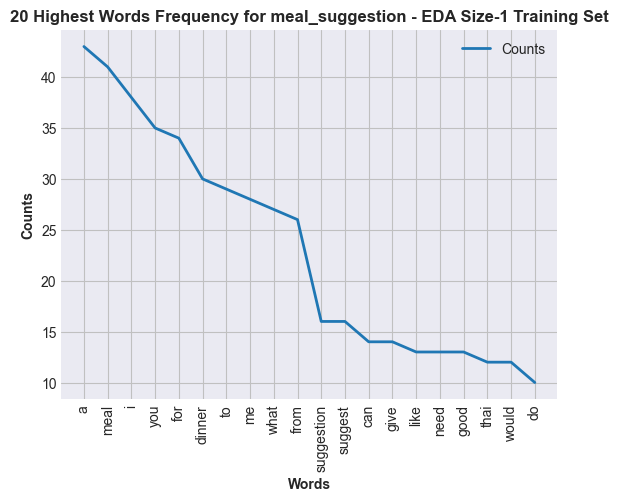 20 Highest Words Frequency for meal_suggestion - EDA Size-1 Training Set
Counts
Counts
40
35
30
25
20
15
10
a
meal
i
you
for
dinner
to
me
what
from
suggestion
suggest
can
give
like
need
good
thai
would
do
Words